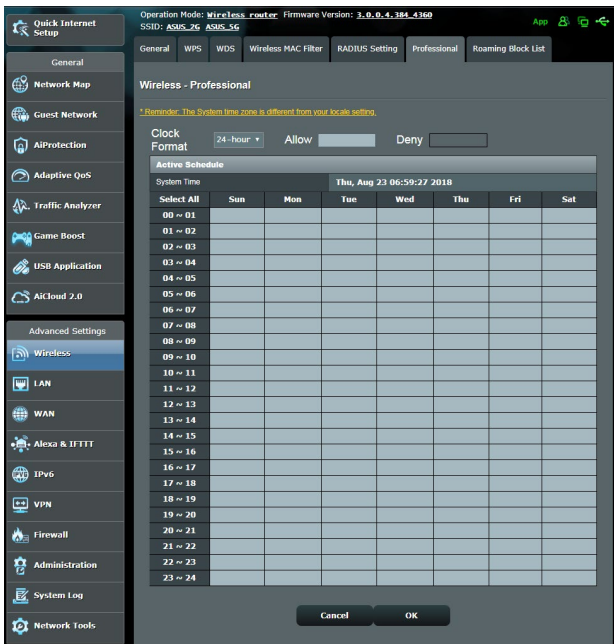 Quick Internet
Setup
General
Network Map
Guest Network
AiProtection
Adaptive QoS
Traffic Analyzer
Game Boost
USB Application
AiCloud 2.0
Advanced Settings
Wireless
LAN
WAN
Alexa & IFTTT
IPv6
VPN
Firewall
Administration
System Log
Network Tools
Operation Mode: Wireless router Firmware Version: 3.0.0.4.384_4360
SSID: ASUS_2G ASUS_5G
App
General WPS WDS Wireless MAC Filter RADIUS Setting Professional Roaming Block List
Wireless - Professional
* Reminder: The System time zone is different from your locale setting.
Clock
Format
24-hour Allow Deny
Active Schedule
System Time Thu, Aug 23 06:59:27 2018
Select All Sun Mon Tue Wed Thu Fri Sat
00 ~ 01
01 ~ 02
02 ~ 03
03 ~ 04
04 ~ 05
05 ~ 06
06 ~ 07
07 ~ 08
08 ~ 09
09 ~ 10
10 ~ 11
11 ~ 12
12 ~ 13
13 ~ 14
14 ~ 15
15 ~ 16
16 ~ 17
17 ~ 18
18 ~ 19
19 ~ 20
20 ~ 21
21 ~ 22
22 ~ 23
23 ~ 24
Cancel OK